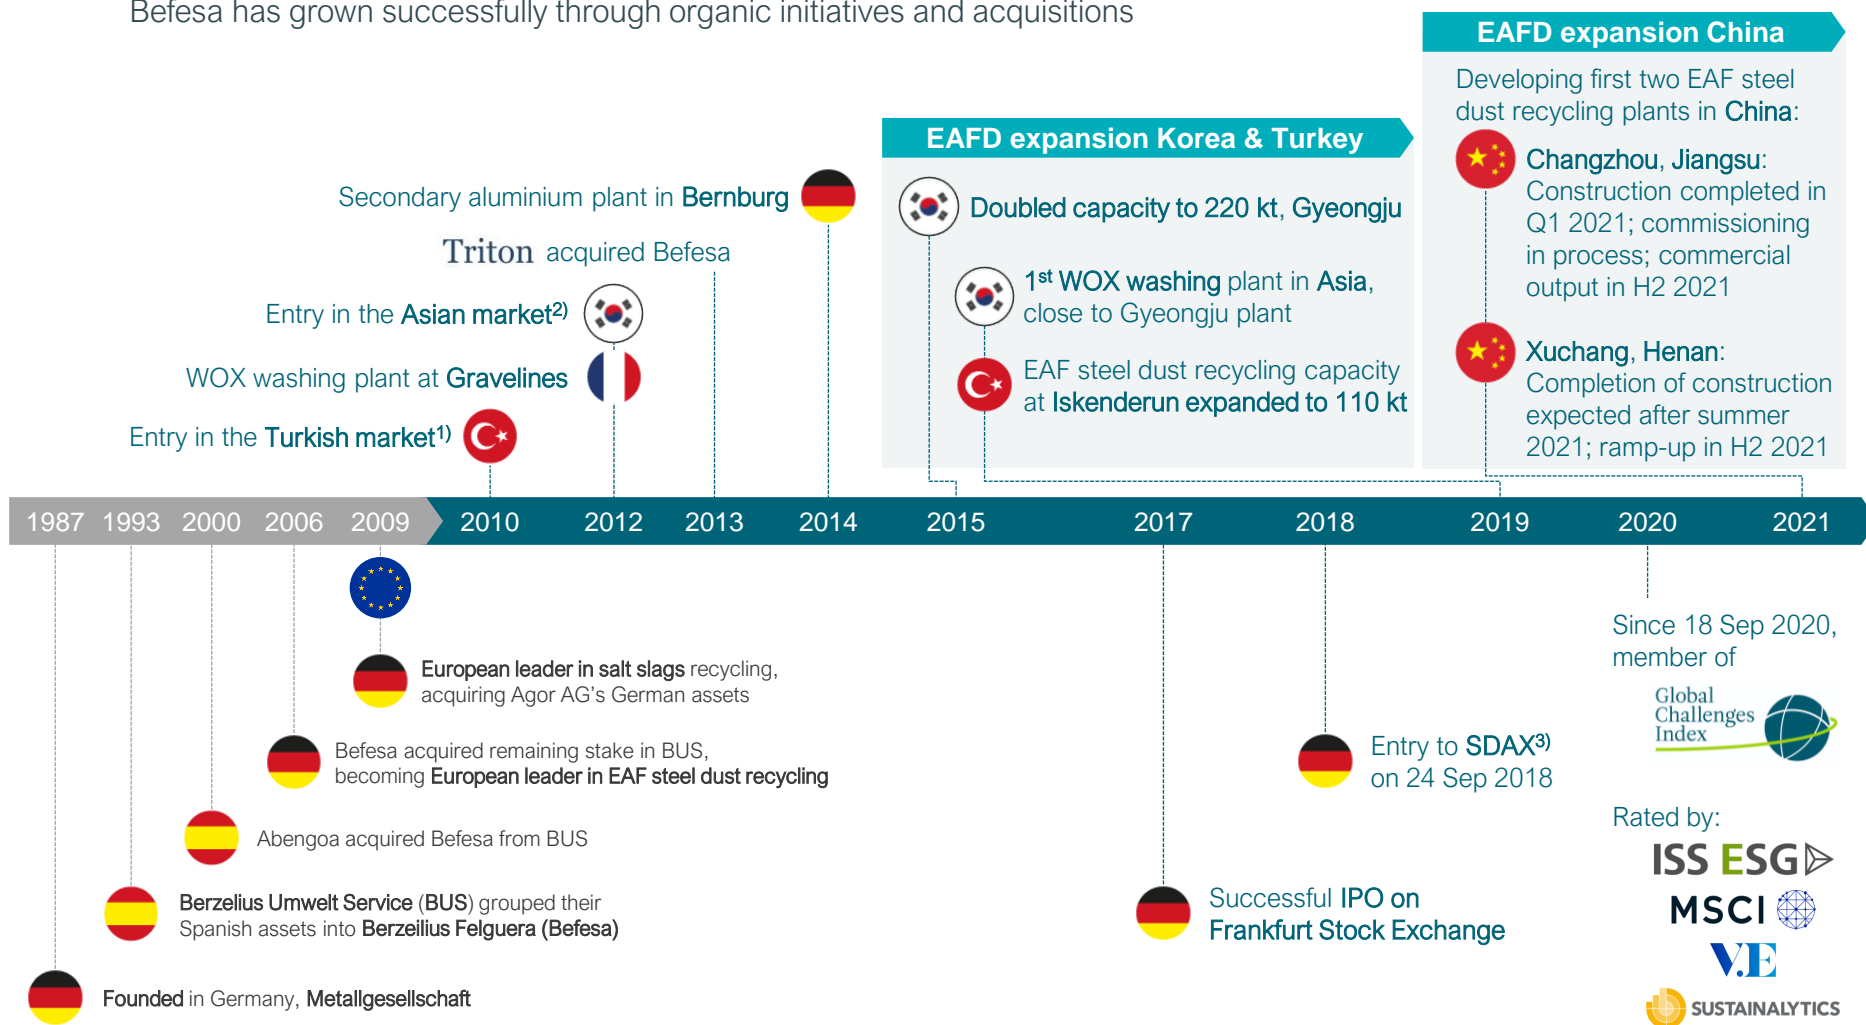 Befesa has grown successfully through organic initiatives and acquisitions
EAFD expansion China
Developing first two EAF steel
dust recycling plants in China:
Changzhou, Jiangsu:
Construction completed in
Q1 2021; commissioning
in process; commercial
output in H2 2021
Xuchang, Henan:
Completion of construction
expected after summer
2021; ramp-up in H2 2021
EAFD expansion Korea & Turkey
Doubled capacity to 220 kt, Gyeongju
1st WOX washing plant in Asia,
close to Gyeongju plant
EAF steel dust recycling capacity
at Iskenderun expanded to 110 kt
Secondary aluminium plant in Bernburg
Triton acquired Befesa
Entry in the Asian market2)
WOX washing plant at Gravelines
Entry in the Turkish market1)
1987 1993 2000 2006 2009 2010 2012 2013 2014 2015 2017 2018 2019 2020 2021
European leader in salt slags recycling,
acquiring Agor AG's German assets
Befesa acquired remaining stake in BUS,
becoming European leader in EAF steel dust recycling
Abengoa acquired Befesa from BUS
Berzelius Umwelt Service (BUS) grouped their
Spanish assets into Berzeilius Felguera (Befesa)
Founded in Germany, Metallgesellschaft
Successful IPO on
Frankfurt Stock Exchange
Entry to SDAX3)
on 24 Sep 2018
Since 18 Sep 2020,
member of
Global
Challenges
Index
Rated by:
ISS ESG
MSCI
V.E
SUSTAINALYTICS